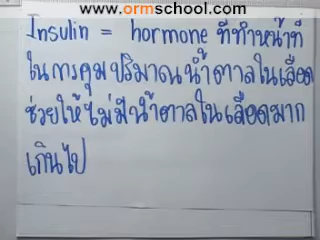 www.ormschool.com
Insulin = hormone ที่ทำหน้าที่
ในการคุมปริมาณน้ำตาลในเลือด
ช่วยให้ไม่มีน้ำตาลในเลือดมาก
เกินไป